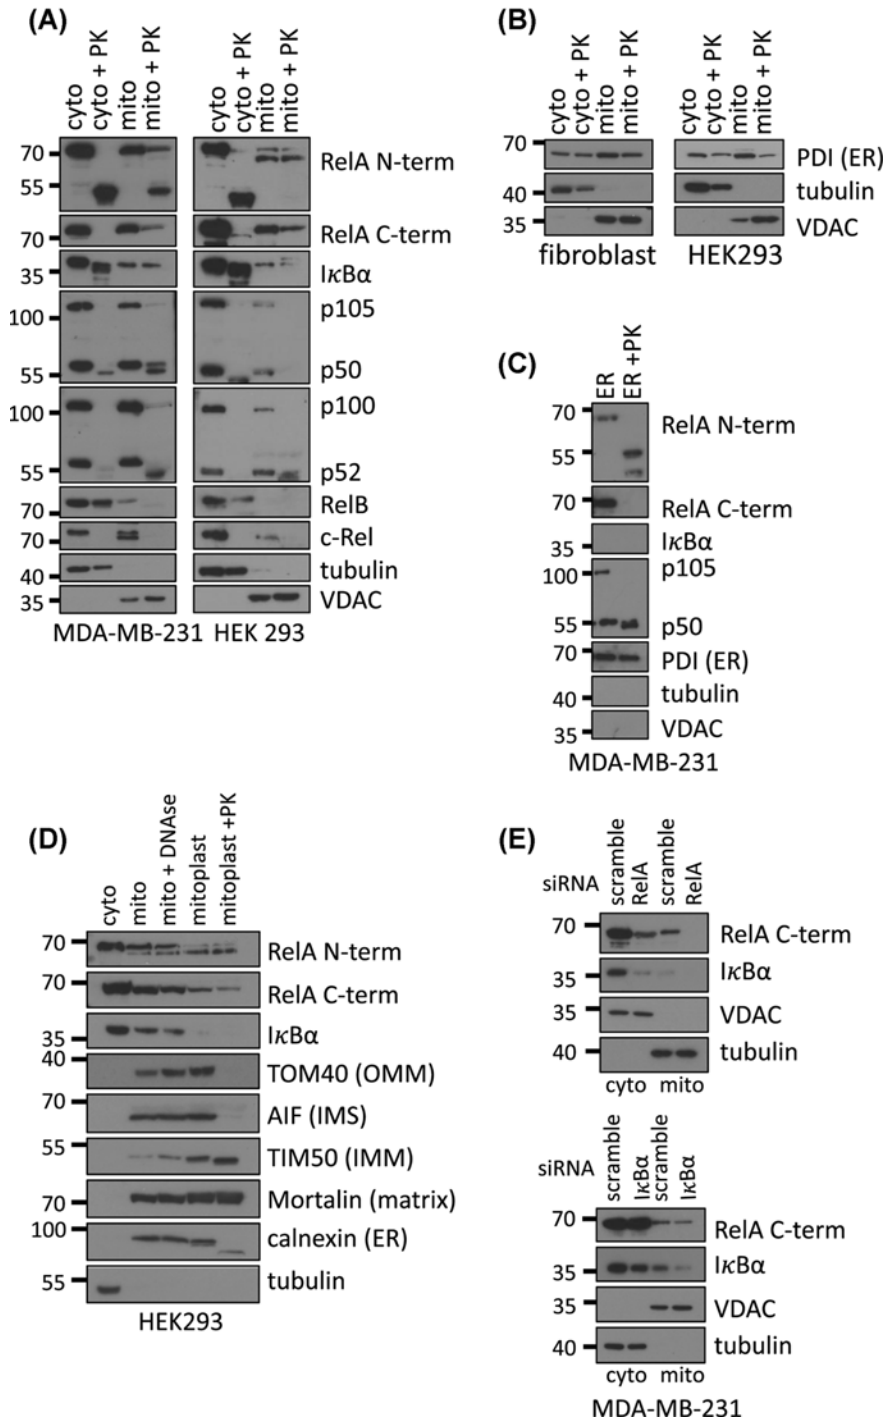 (A)
cyto
cyto + PK
mito
mito + PK
cyto
cyto + PK
mito
mito + PK
70
55
RelA N-term
70
RelA C-term
35
IκBα
100
p105
55
p50
100
p100
55
p52
70
RelB
70
c-Rel
40
tubulin
35
VDAC
MDA-MB-231 HEK 293
(B)
cyto
cyto + PK
mito
mito + PK
cyto
cyto + PK
mito
mito + PK
70
PDI (ER)
40
tubulin
35
VDAC
fibroblast HEK293
(C)
ER
ER +PK
70
RelA N-term
55
70
RelA C-term
35
IκBα
100
p105
55
p50
70
PDI (ER)
40
tubulin
35
VDAC
MDA-MB-231
(D)
cyto
mito
mito + DNAse
mitoplast
mitoplast +PK
70
RelA N-term
70
RelA C-term
35
IκBα
40
TOM40 (OMM)
70
AIF (IMS)
55
TIM50 (IMM)
70
Mortalin (matrix)
100
calnexin (ER)
55
tubulin
HEK293
(E)
siRNA
scramble
RelA
scramble
RelA
70
RelA C-term
35
IκBα
35
VDAC
40
tubulin
cyto mito
siRNA
scramble
IκBα
scramble
IκBα
70
RelA C-term
35
IκBα
35
VDAC
40
tubulin
cyto mito
MDA-MB-231